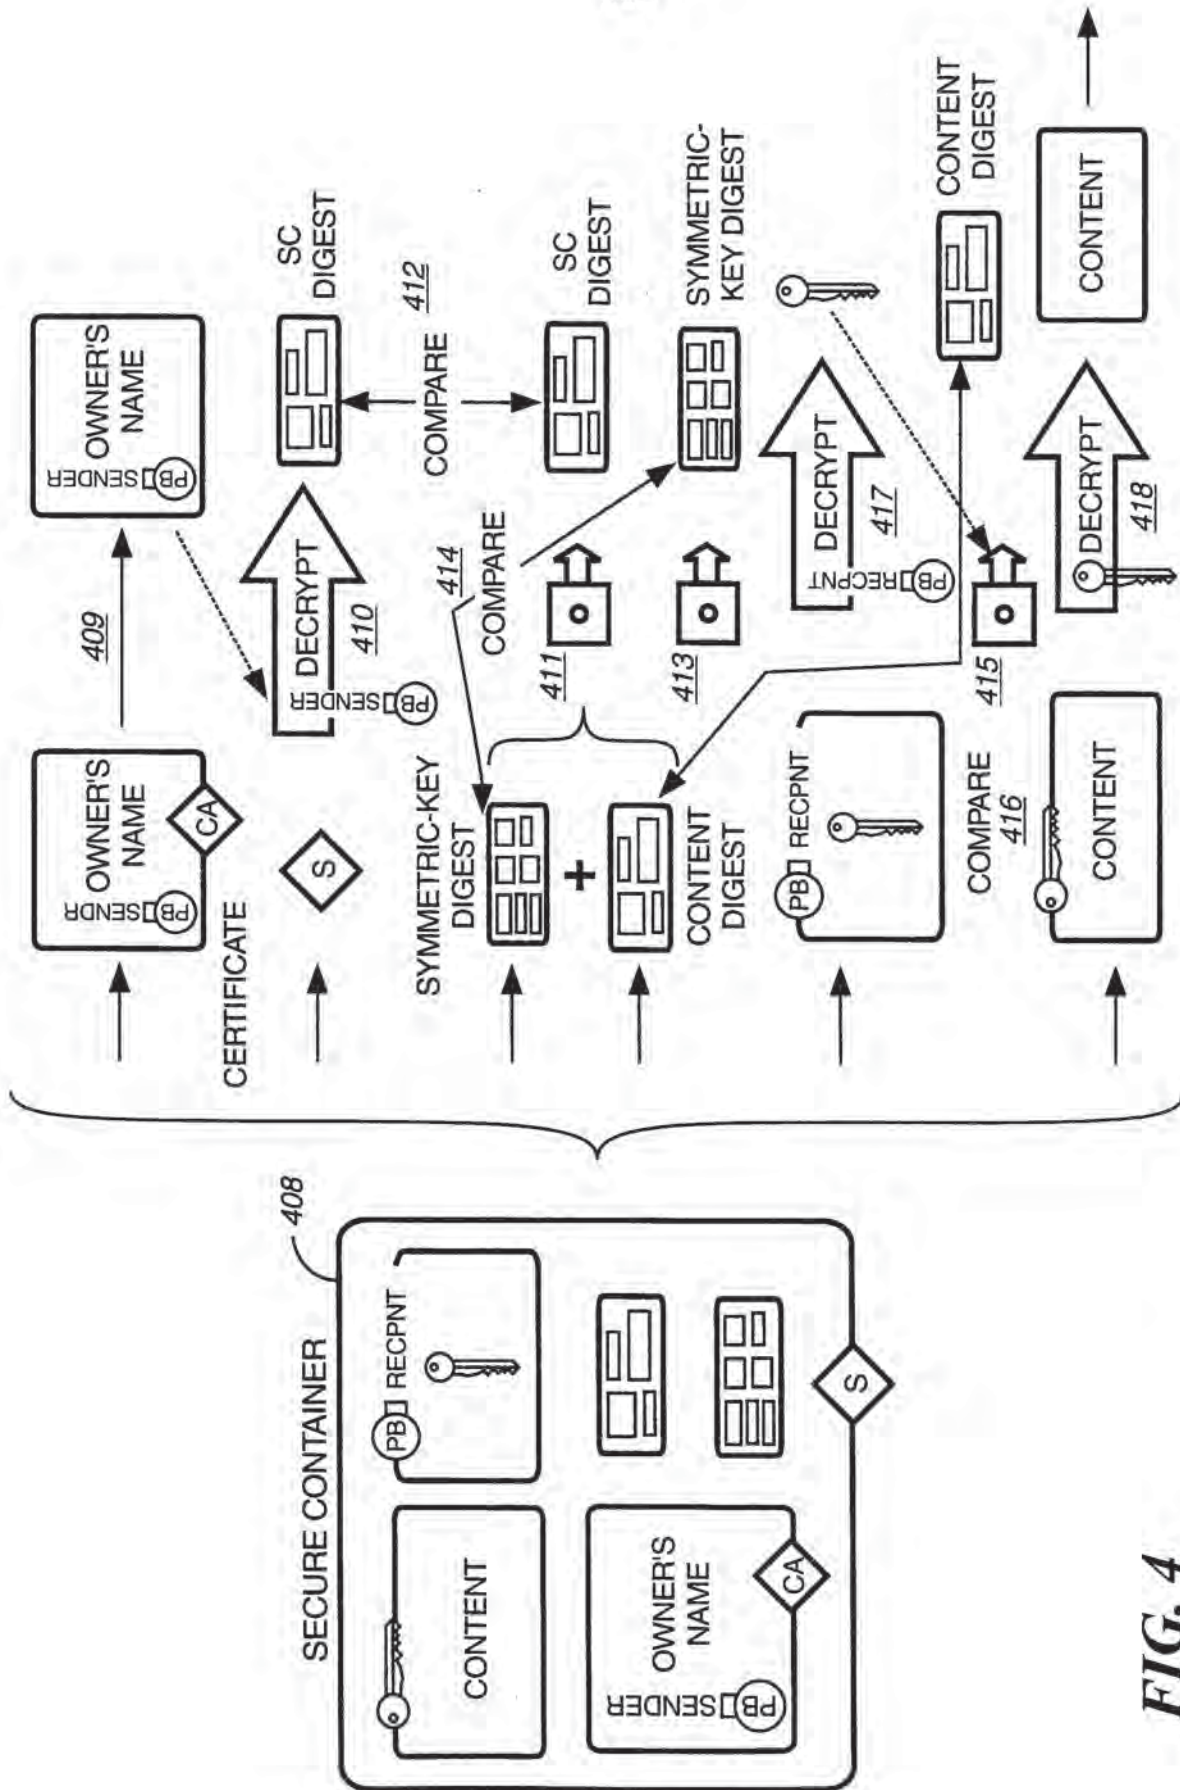 SECURE CONTAINER
408
CONTENT
PB RECPNT
OWNER'S
NAME
PB SENDER
CA
S
OWNER'S
NAME
PB SENDR
CA
CERTIFICATE
409
OWNER'S
NAME
PB SENDER
S
DECRYPT
PB SENDER
410
SC
DIGEST
COMPARE
412
SYMMETRIC-KEY
DIGEST
+
CONTENT
DIGEST
414
COMPARE
411
SC
DIGEST
413
SYMMETRIC-
KEY DIGEST
PB RECPNT
DECRYPT
417
PB RECPNT
COMPARE
416
415
CONTENT
DIGEST
CONTENT
DECRYPT
418
CONTENT
FIG. 4